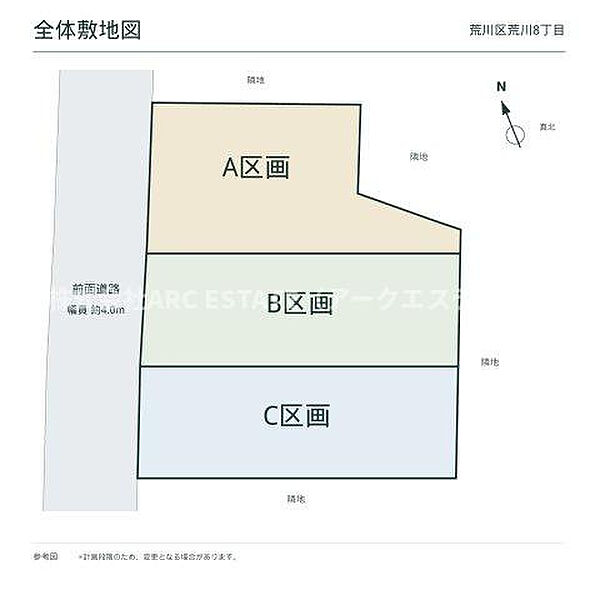 全体敷地図
荒川区荒川8丁目
隣地
N
真北
隣地
A区画
前面道路
幅員 約4.0m
B区画
隣地
C区画
隣地
参考図
*計画段階のため、変更となる場合があります。